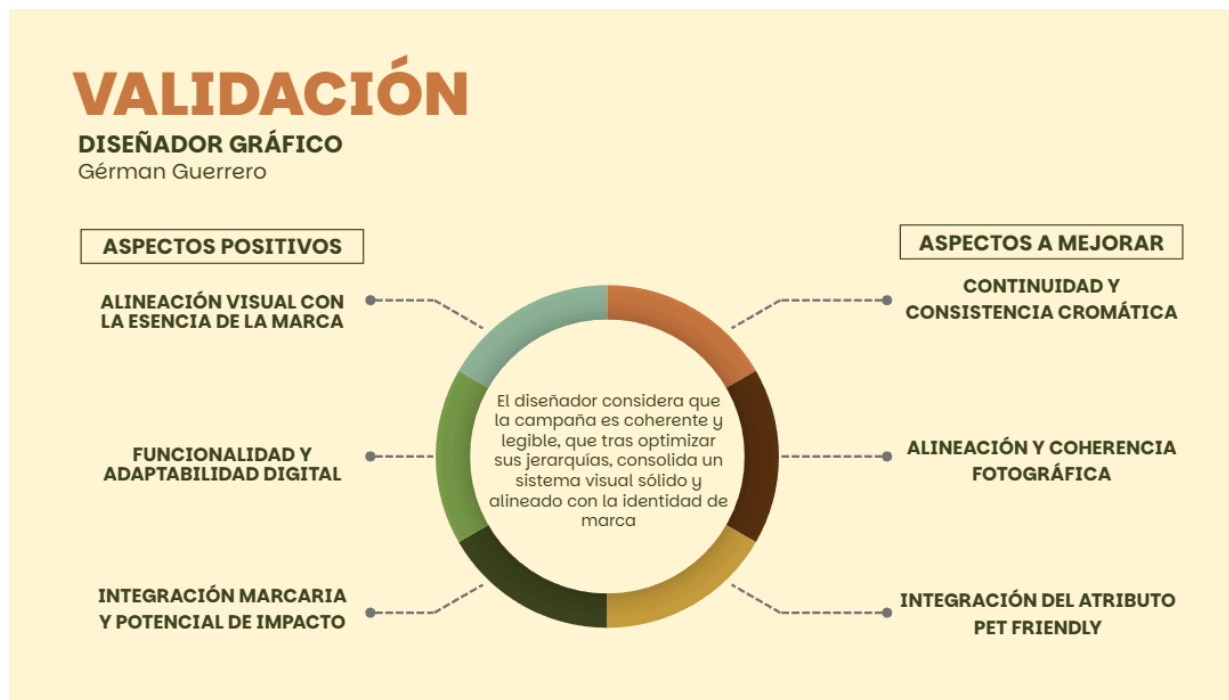 VALIDACIÓN
DISEÑADOR GRÁFICO
Gérman Guerrero
ASPECTOS POSITIVOS
ALINEACIÓN VISUAL CON
LA ESENCIA DE LA MARCA
FUNCIONALIDAD Y
ADAPTABILIDAD DIGITAL
INTEGRACIÓN MARCARIA
Y POTENCIAL DE IMPACTO
El diseñador considera que
la campaña es coherente y
legible, que tras optimizar
sus jerarquías, consolida un
sistema visual sólido y
alineado con la identidad de
marca
ASPECTOS A MEJORAR
CONTINUIDAD Y
CONSISTENCIA CROMÁTICA
ALINEACIÓN Y COHERENCIA
FOTOGRÁFICA
INTEGRACIÓN DEL ATRIBUTO
PET FRIENDLY